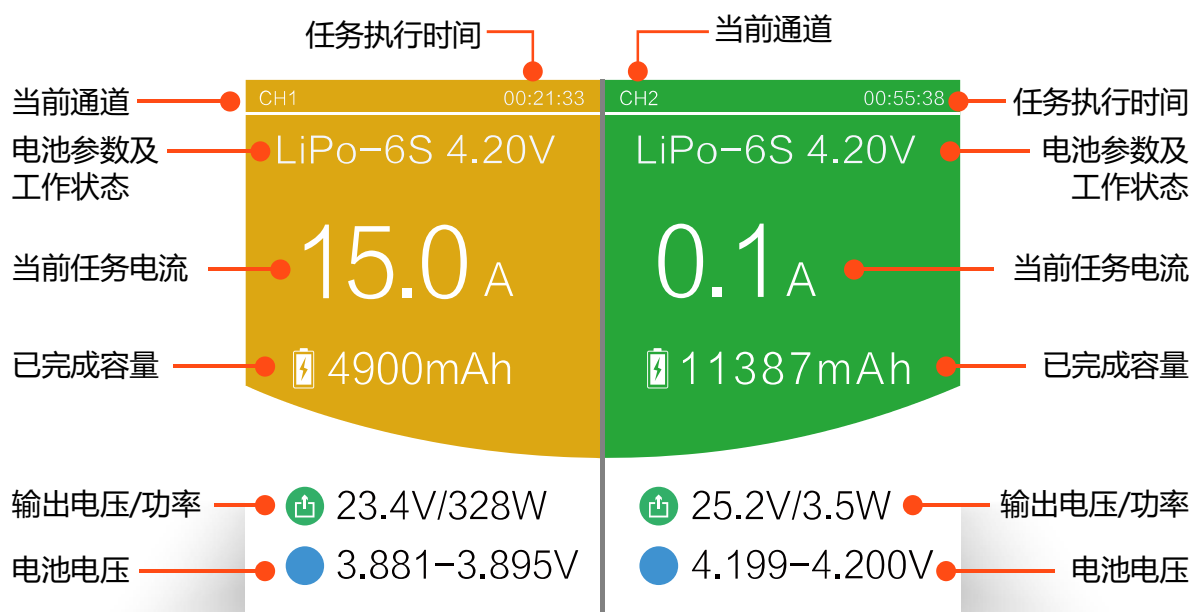 任务执行时间
当前通道
当前通道
CH1
00:21:33
CH2
00:55:38
任务执行时间
电池参数及
工作状态
LiPo-6S 4.20V
LiPo-6S 4.20V
电池参数及
工作状态
当前任务电流
15.0 A
0.1 A
当前任务电流
已完成容量
4900mAh
11387mAh
已完成容量
输出电压/功率
23.4V/328W
25.2V/3.5W
输出电压/功率
电池电压
3.881-3.895V
4.199-4.200V
电池电压